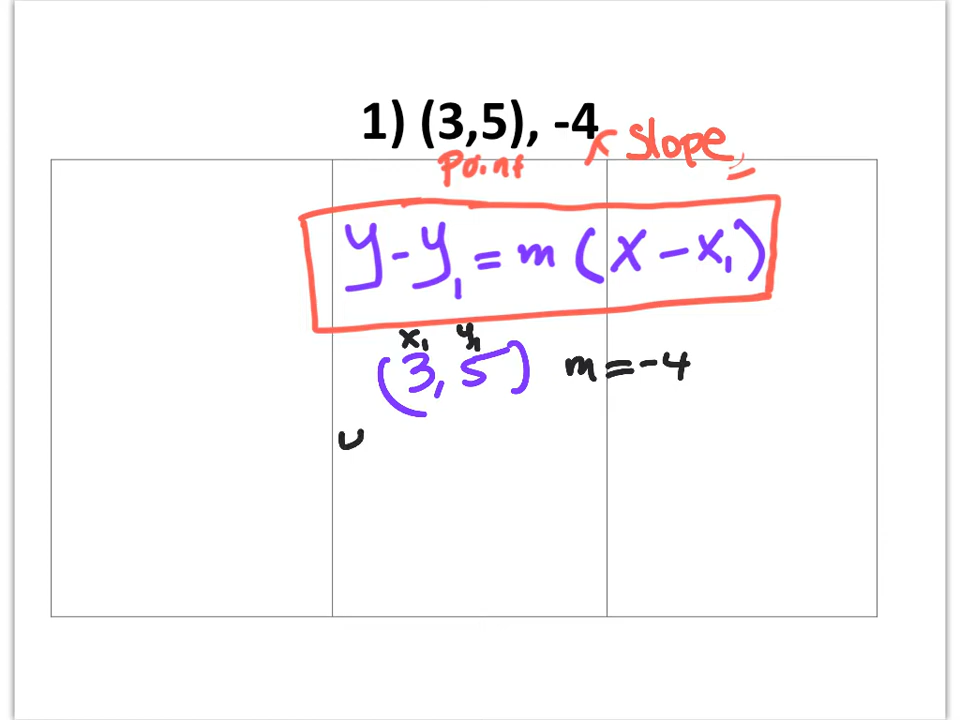 1) (3,5), -4
Point
slope
y - y₁ = m (x - x₁)
x₁ y₁
(3, 5) m = -4